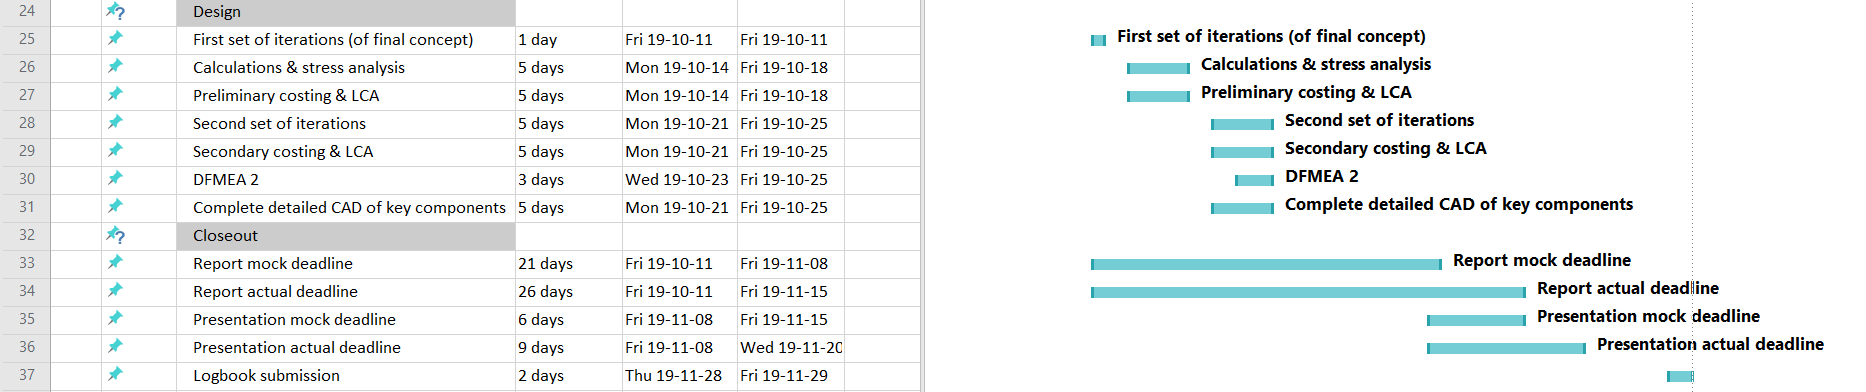 24 Design
25 First set of iterations (of final concept) 1 day Fri 19-10-11 Fri 19-10-11 First set of iterations (of final concept)
26 Calculations & stress analysis 5 days Mon 19-10-14 Fri 19-10-18 Calculations & stress analysis
27 Preliminary costing & LCA 5 days Mon 19-10-14 Fri 19-10-18 Preliminary costing & LCA
28 Second set of iterations 5 days Mon 19-10-21 Fri 19-10-25 Second set of iterations
29 Secondary costing & LCA 5 days Mon 19-10-21 Fri 19-10-25 Secondary costing & LCA
30 DFMEA 2 3 days Wed 19-10-23 Fri 19-10-25 DFMEA 2
31 Complete detailed CAD of key components 5 days Mon 19-10-21 Fri 19-10-25 Complete detailed CAD of key components
32 Closeout
33 Report mock deadline 21 days Fri 19-10-11 Fri 19-11-08 Report mock deadline
34 Report actual deadline 26 days Fri 19-10-11 Fri 19-11-15 Report actual deadline
35 Presentation mock deadline 6 days Fri 19-11-08 Fri 19-11-15 Presentation mock deadline
36 Presentation actual deadline 9 days Fri 19-11-08 Wed 19-11-20 Presentation actual deadline
37 Logbook submission 2 days Thu 19-11-28 Fri 19-11-29